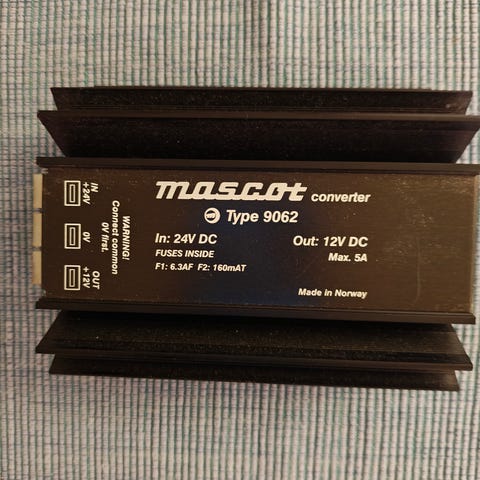 mascot converter
Type 9062
In: 24V DC Out: 12V DC
FUSES INSIDE Max. 5A
F1: 6.3AF F2: 160mAT
Made in Norway
IN
+24V
0V
OUT
+12V
WARNING!
Connect common
0V first.